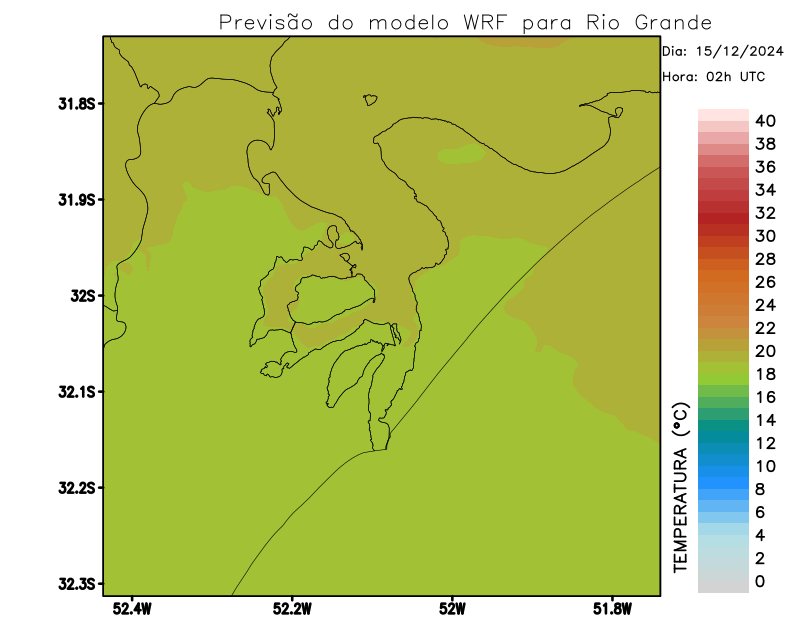 Previsão do modelo WRF para Rio Grande
Dia: 15/12/2024
Hora: 02h UTC
31.8S
31.9S
32S
32.1S
32.2S
32.3S
52.4W
52.2W
52W
51.8W
TEMPERATURA (°C)
40
38
36
34
32
30
28
26
24
22
20
18
16
14
12
10
8
6
4
2
0